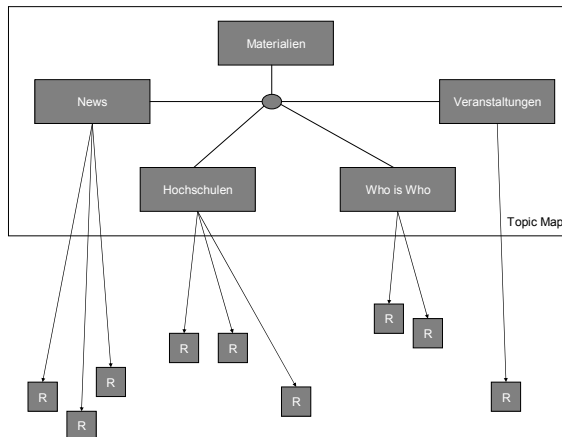 Materialien
News
Veranstaltungen
Hochschulen
Who is Who
Topic Map
R
R
R
R
R
R
R
R
R